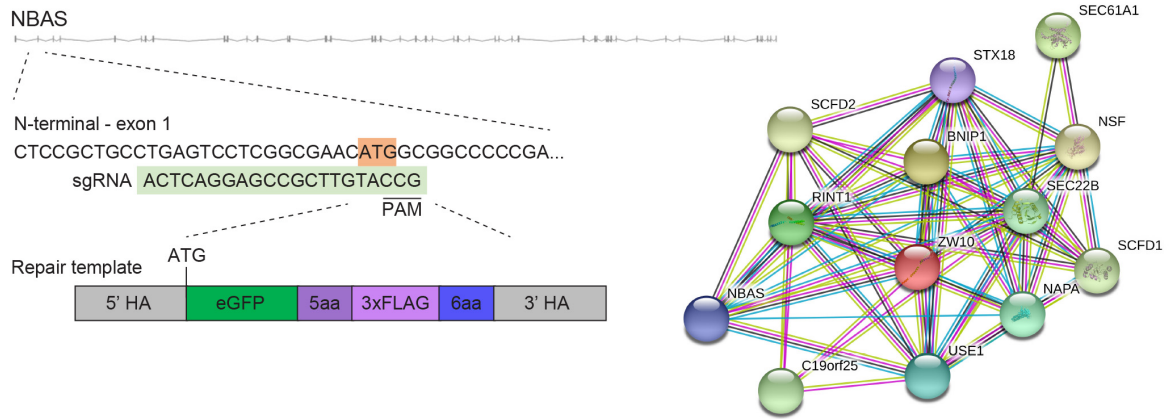 NBAS
N-terminal - exon 1
CTCCGCTGCCTGAGTCCTCGGCGAACATGGCGGCCCCCGA...
sgRNA ACTCAGGAGCCGCTTGTACCG
PAM
ATG
Repair template
5’ HA eGFP 5aa 3xFLAG 6aa 3’ HA
SEC61A1
STX18
SCFD2
NSF
BNIP1
SEC22B
RINT1
ZW10
SCFD1
NBAS
NAPA
USE1
C19orf25